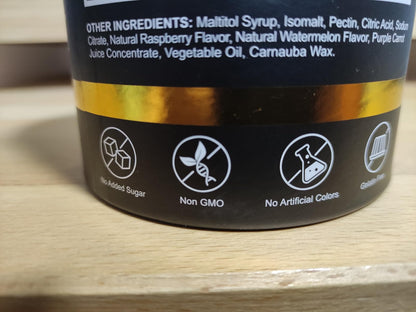 OTHER INGREDIENTS: Maltitol Syrup, Isomalt, Pectin, Citric Acid, Sodium
Citrate, Natural Raspberry Flavor, Natural Watermelon Flavor, Purple Carrot
Juice Concentrate, Vegetable Oil, Carnauba Wax.
No Added Sugar
Non GMO
No Artificial Colors
Gelatin Free